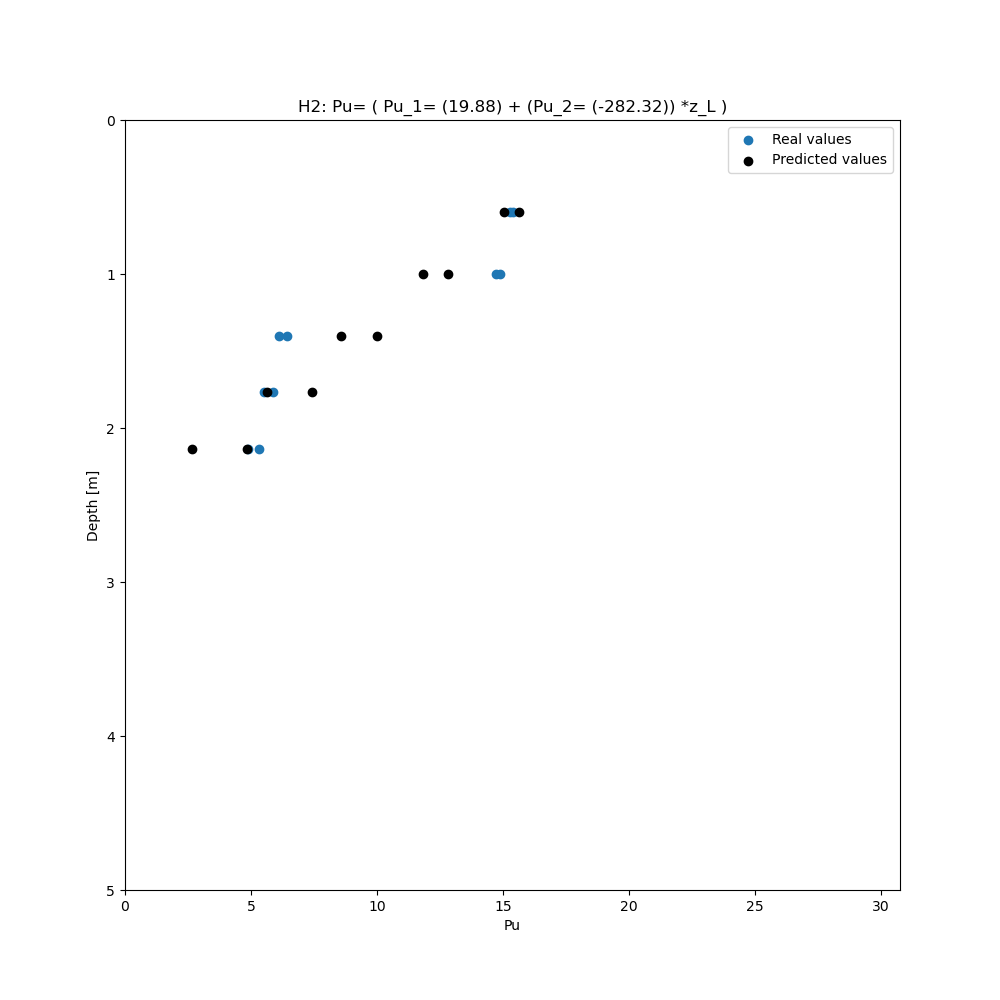 H2: Pu= ( Pu_1= (19.88) + (Pu_2= (-282.32)) *z_L )
Real values
Predicted values
0
1
2
3
4
5
Depth [m]
0
5
10
15
20
25
30
Pu